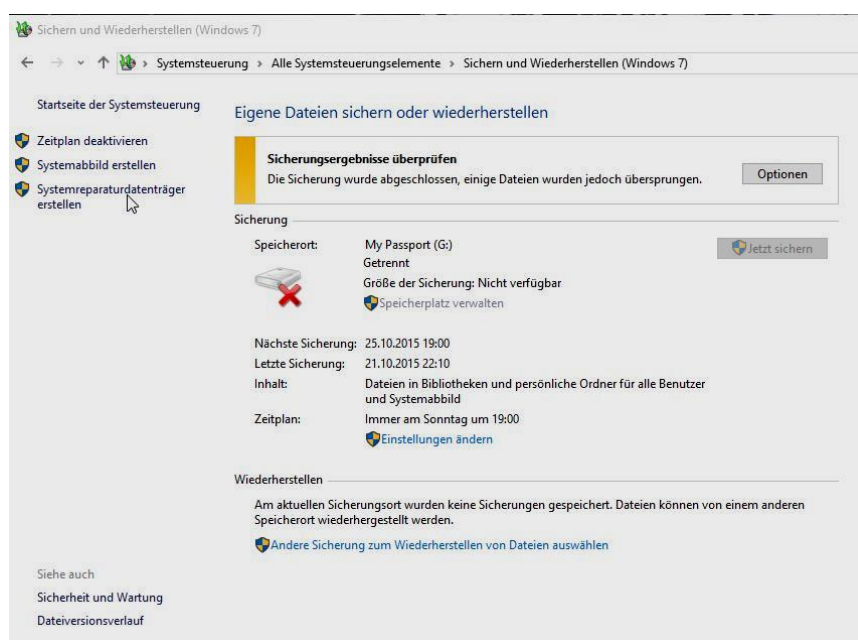 Sichern und Wiederherstellen (Windows 7)
Systemsteuerung > Alle Systemsteuerungselemente > Sichern und Wiederherstellen (Windows 7)
Startseite der Systemsteuerung
Zeitplan deaktivieren
Systemabbild erstellen
Systemreparaturdatenträger
erstellen
Eigene Dateien sichern oder wiederherstellen
Sicherungsergebnisse überprüfen
Die Sicherung wurde abgeschlossen, einige Dateien wurden jedoch übersprungen.
Optionen
Sicherung
Speicherort: My Passport (G:)
Jetzt sichern
Getrennt
Größe der Sicherung: Nicht verfügbar
Speicherplatz verwalten
Nächste Sicherung: 25.10.2015 19:00
Letzte Sicherung: 21.10.2015 22:10
Inhalt: Dateien in Bibliotheken und persönliche Ordner für alle Benutzer
und Systemabbild
Zeitplan: Immer am Sonntag um 19:00
Einstellungen ändern
Wiederherstellen
Am aktuellen Sicherungsort wurden keine Sicherungen gespeichert. Dateien können von einem anderen
Speicherort wiederhergestellt werden.
Andere Sicherung zum Wiederherstellen von Dateien auswählen
Siehe auch
Sicherheit und Wartung
Dateiversionsverlauf